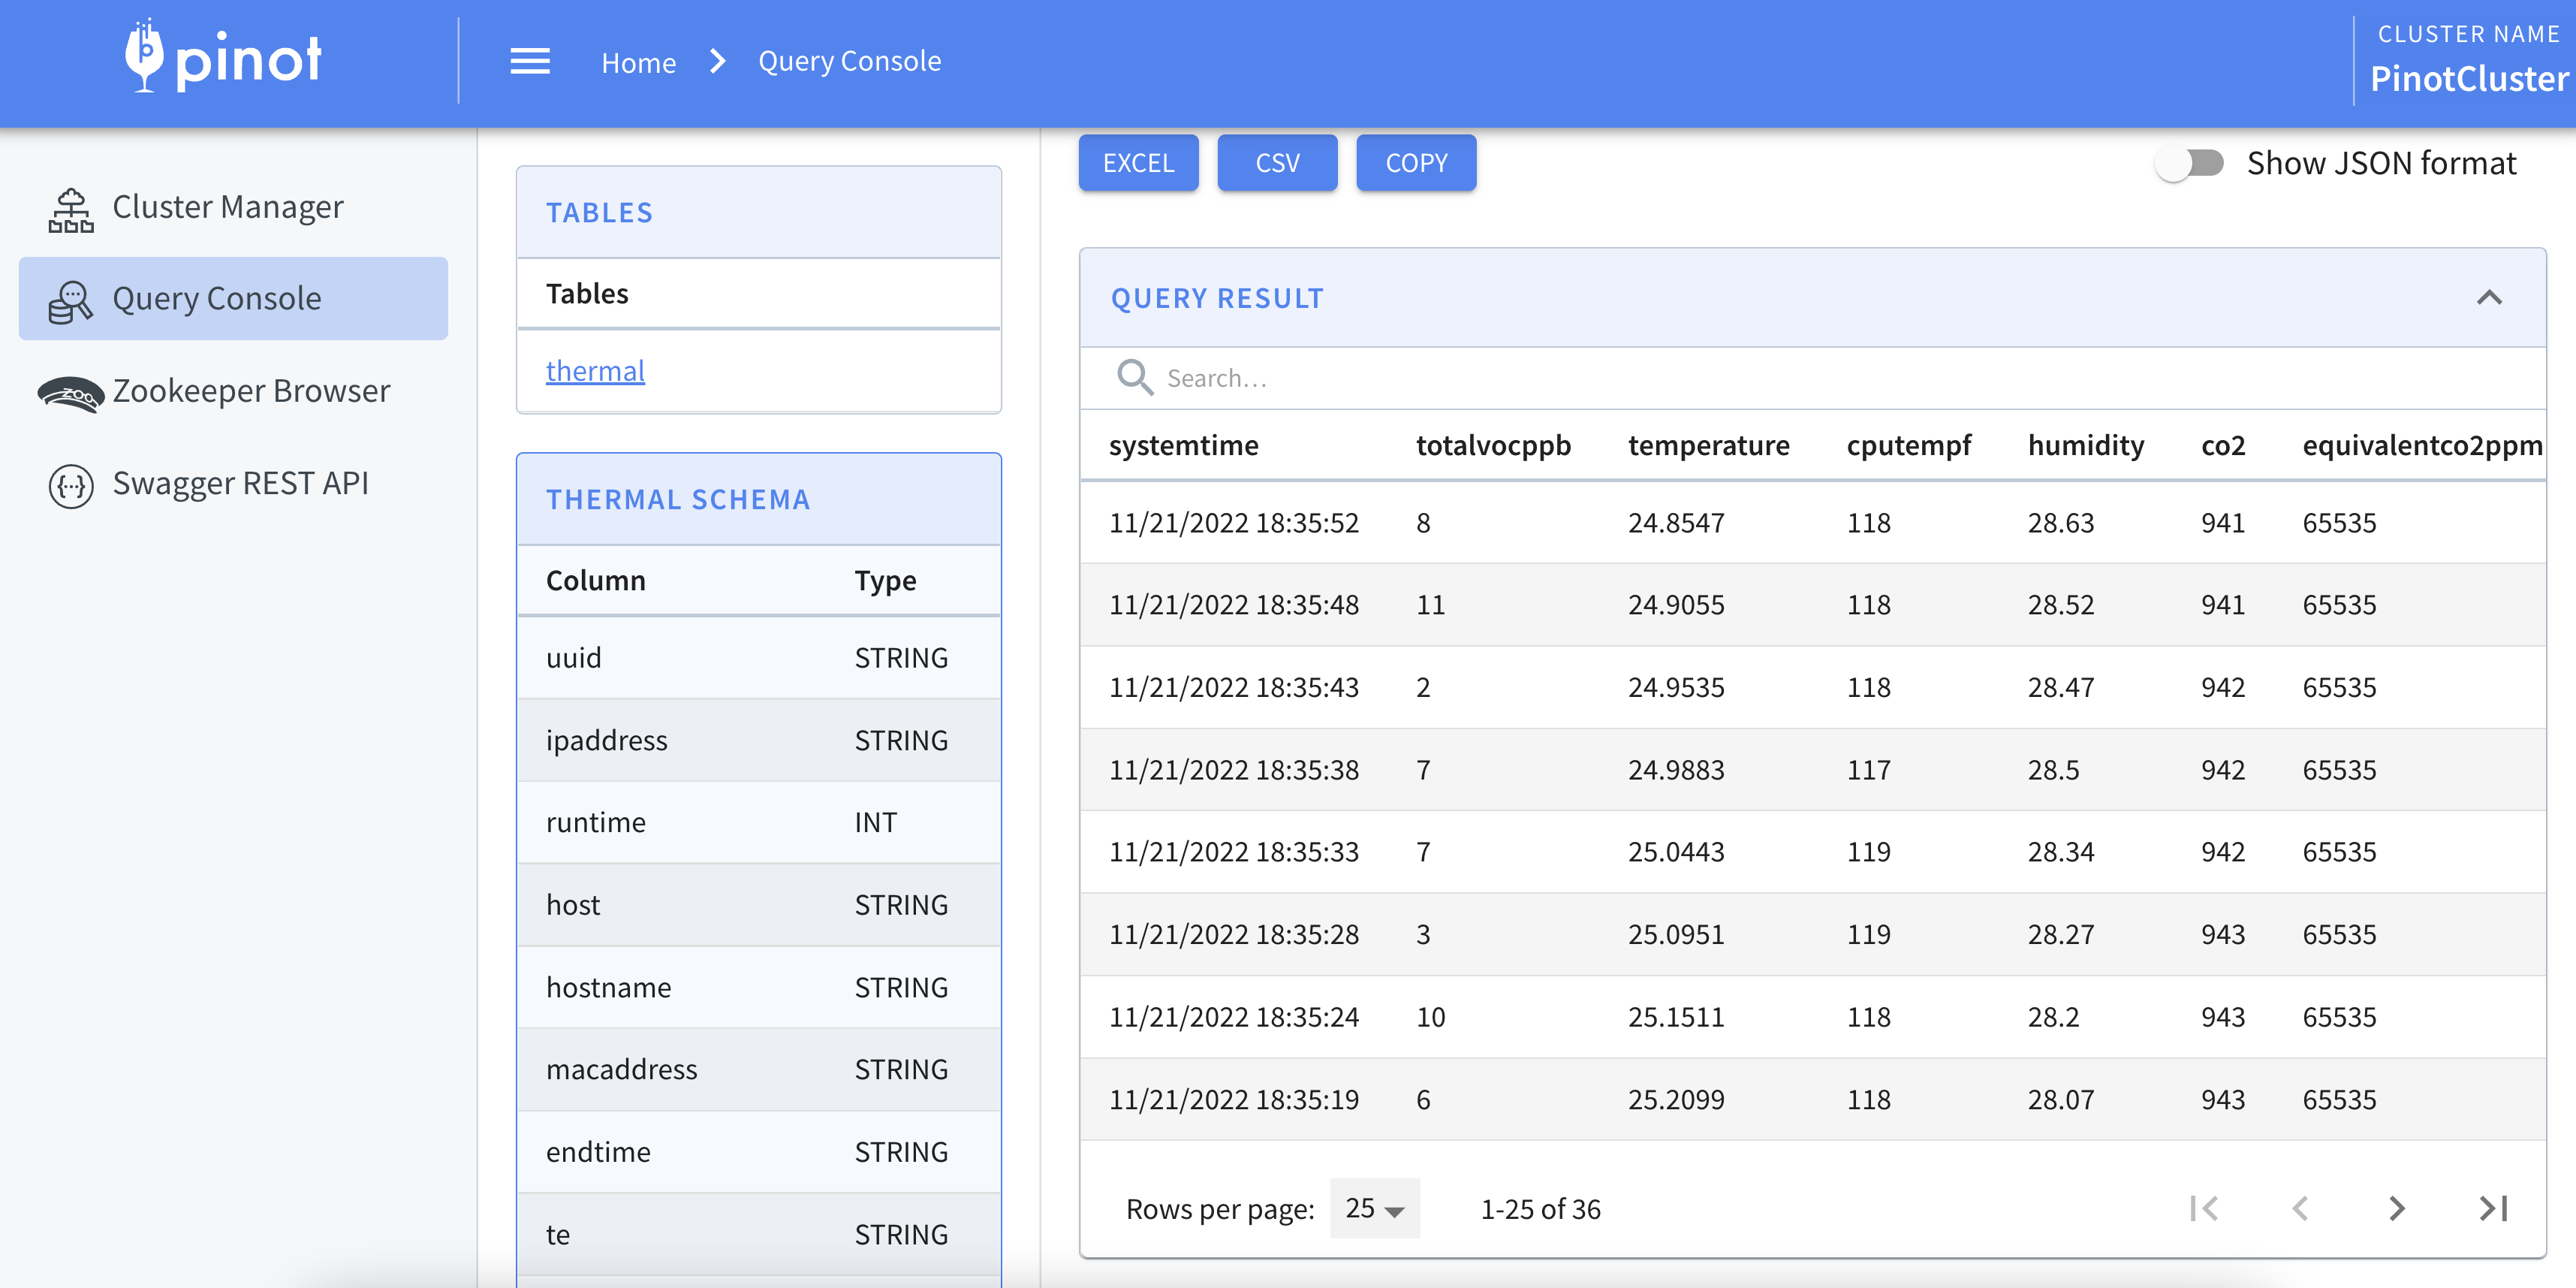 pinot
Home > Query Console
CLUSTER NAME
PinotCluster
Cluster Manager
Query Console
Zookeeper Browser
Swagger REST API
TABLES
Tables
thermal
THERMAL SCHEMA
Column Type
uuid STRING
ipaddress STRING
runtime INT
host STRING
hostname STRING
macaddress STRING
endtime STRING
te STRING
EXCEL CSV COPY
Show JSON format
QUERY RESULT
Search...
systemtime totalvocppb temperature cputempf humidity co2 equivalentco2ppm
11/21/2022 18:35:52 8 24.8547 118 28.63 941 65535
11/21/2022 18:35:48 11 24.9055 118 28.52 941 65535
11/21/2022 18:35:43 2 24.9535 118 28.47 942 65535
11/21/2022 18:35:38 7 24.9883 117 28.5 942 65535
11/21/2022 18:35:33 7 25.0443 119 28.34 942 65535
11/21/2022 18:35:28 3 25.0951 119 28.27 943 65535
11/21/2022 18:35:24 10 25.1511 118 28.2 943 65535
11/21/2022 18:35:19 6 25.2099 118 28.07 943 65535
Rows per page: 25 1-25 of 36